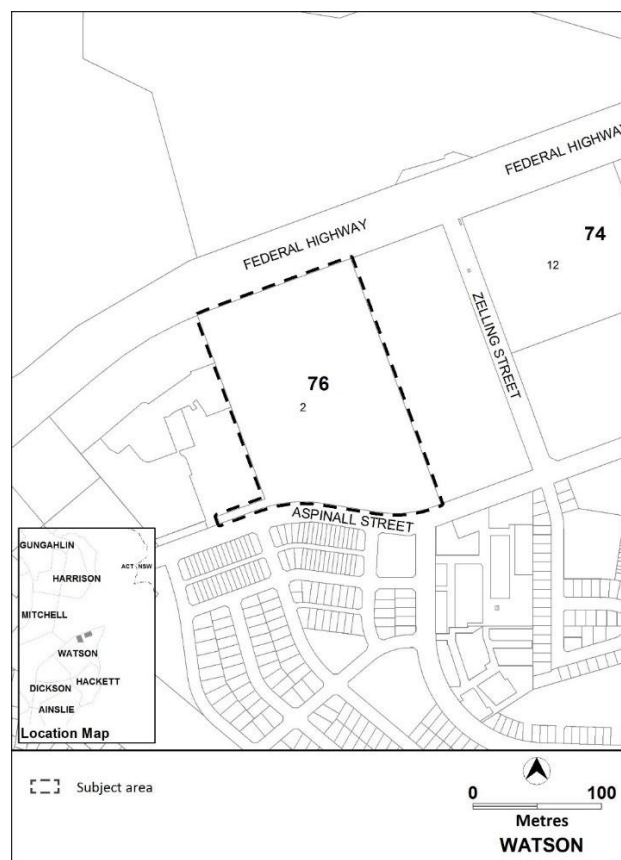 FEDERAL HIGHWAY
FEDERAL HIGHWAY
74
12
ZELLING STREET
76
2
ASPINALL STREET
GUNGAHLIN
ACT NSW
HARRISON
MITCHELL
WATSON
HACKETT
DICKSON
AINSLIE
Location Map
Subject area
0 100
Metres
WATSON